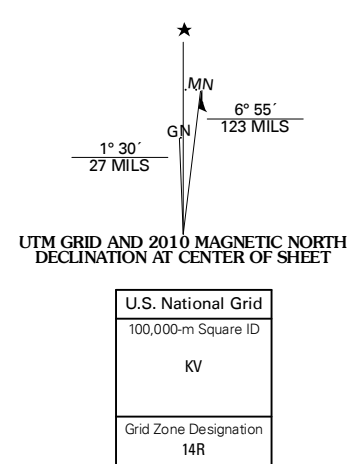 ★
MN
GN
6° 55´
123 MILS
1° 30´
27 MILS
UTM GRID AND 2010 MAGNETIC NORTH
DECLINATION AT CENTER OF SHEET
U.S. National Grid
100,000-m Square ID
KV
Grid Zone Designation
14R